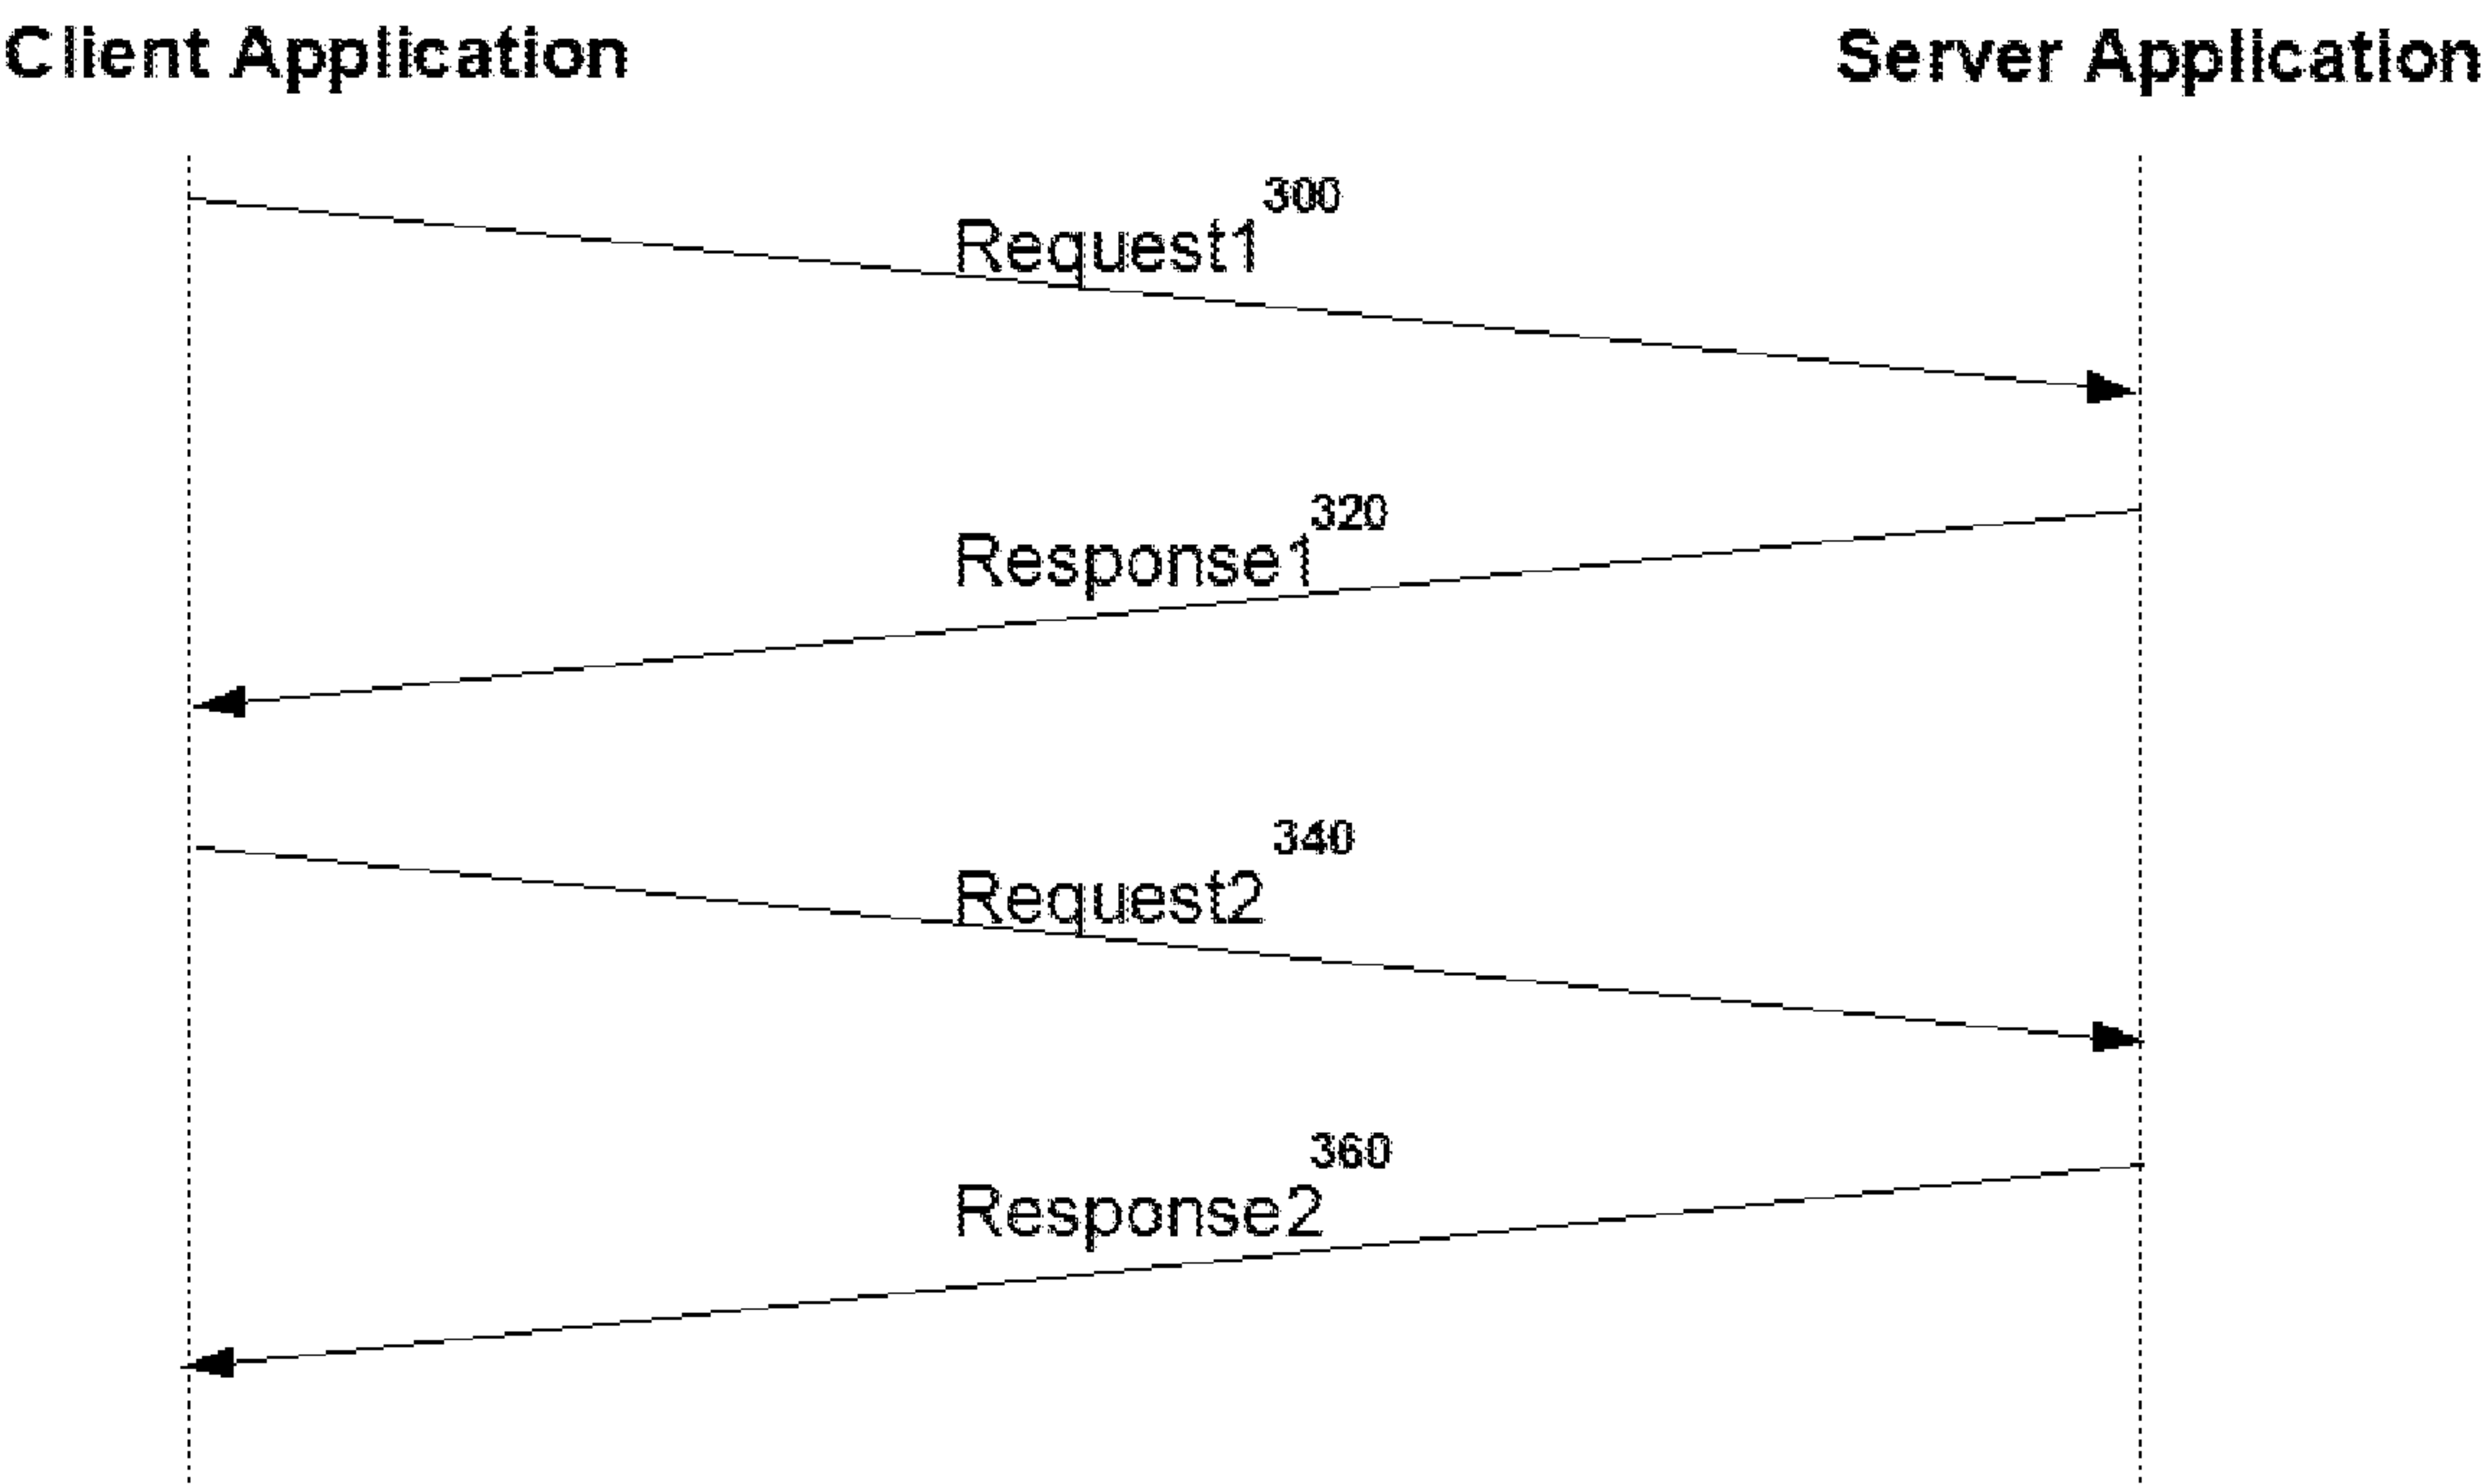 Client Application
Server Application
300
Request1
320
Response1
340
Request2
360
Response2